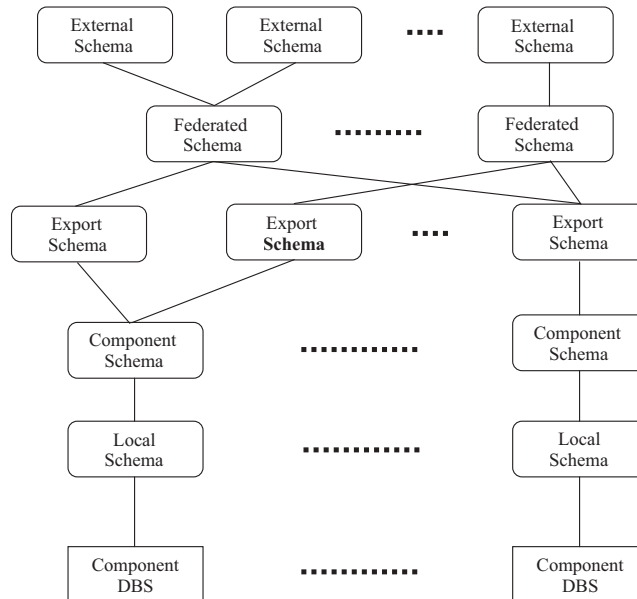 External
Schema
External
Schema
External
Schema
Federated
Schema
Federated
Schema
Export
Schema
Export
Schema
Export
Schema
Component
Schema
Component
Schema
Local
Schema
Local
Schema
Component
DBS
Component
DBS